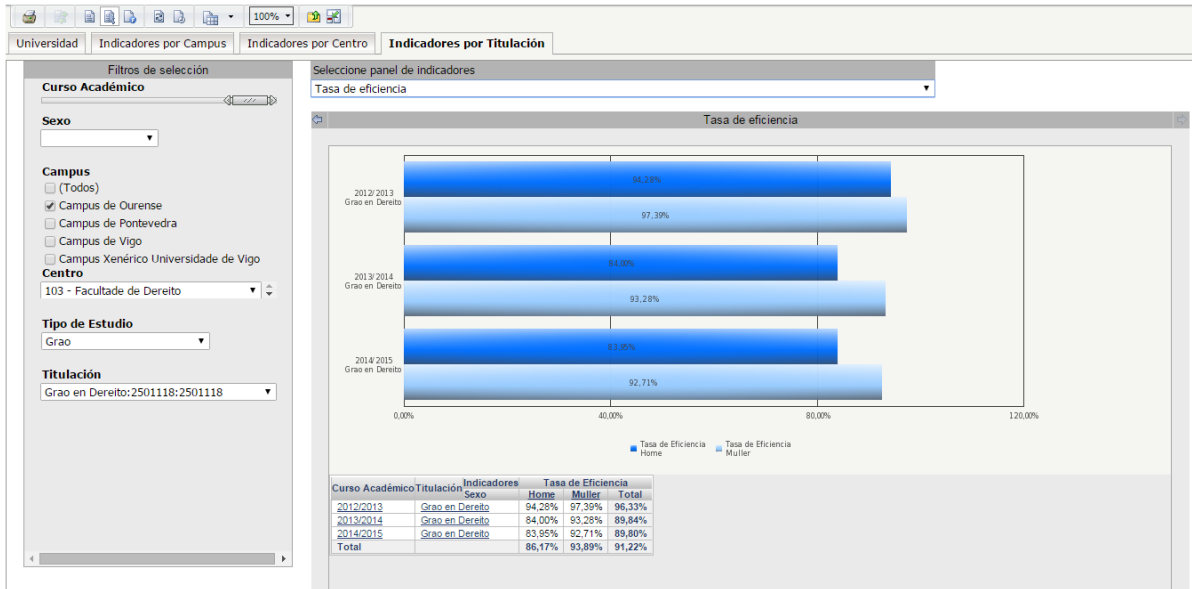 100%
Universidad Indicadores por Campus Indicadores por Centro Indicadores por Titulación
Filtros de selección
Curso Académico
Sexo
Campus
(Todos)
Campus de Ourense
Campus de Pontevedra
Campus de Vigo
Campus Xenérico Universidade de Vigo
Centro
103 - Facultade de Dereito
Tipo de Estudio
Grao
Titulación
Grao en Dereito:2501118:2501118
Seleccione panel de indicadores
Tasa de eficiencia
Tasa de eficiencia
94,28%
2012/2013
Grao en Dereito
97,39%
84,00%
2013/2014
Grao en Dereito
93,28%
83,95%
2014/2015
Grao en Dereito
92,71%
0,00% 40,00% 80,00% 120,00%
Tasa de Eficiencia Home
Tasa de Eficiencia Muller
Curso Académico Titulación Indicadores Tasa de Eficiencia
Sexo Home Muller Total
2012/2013 Grao en Dereito 94,28% 97,39% 96,33%
2013/2014 Grao en Dereito 84,00% 93,28% 89,84%
2014/2015 Grao en Dereito 83,95% 92,71% 89,80%
Total 86,17% 93,89% 91,22%